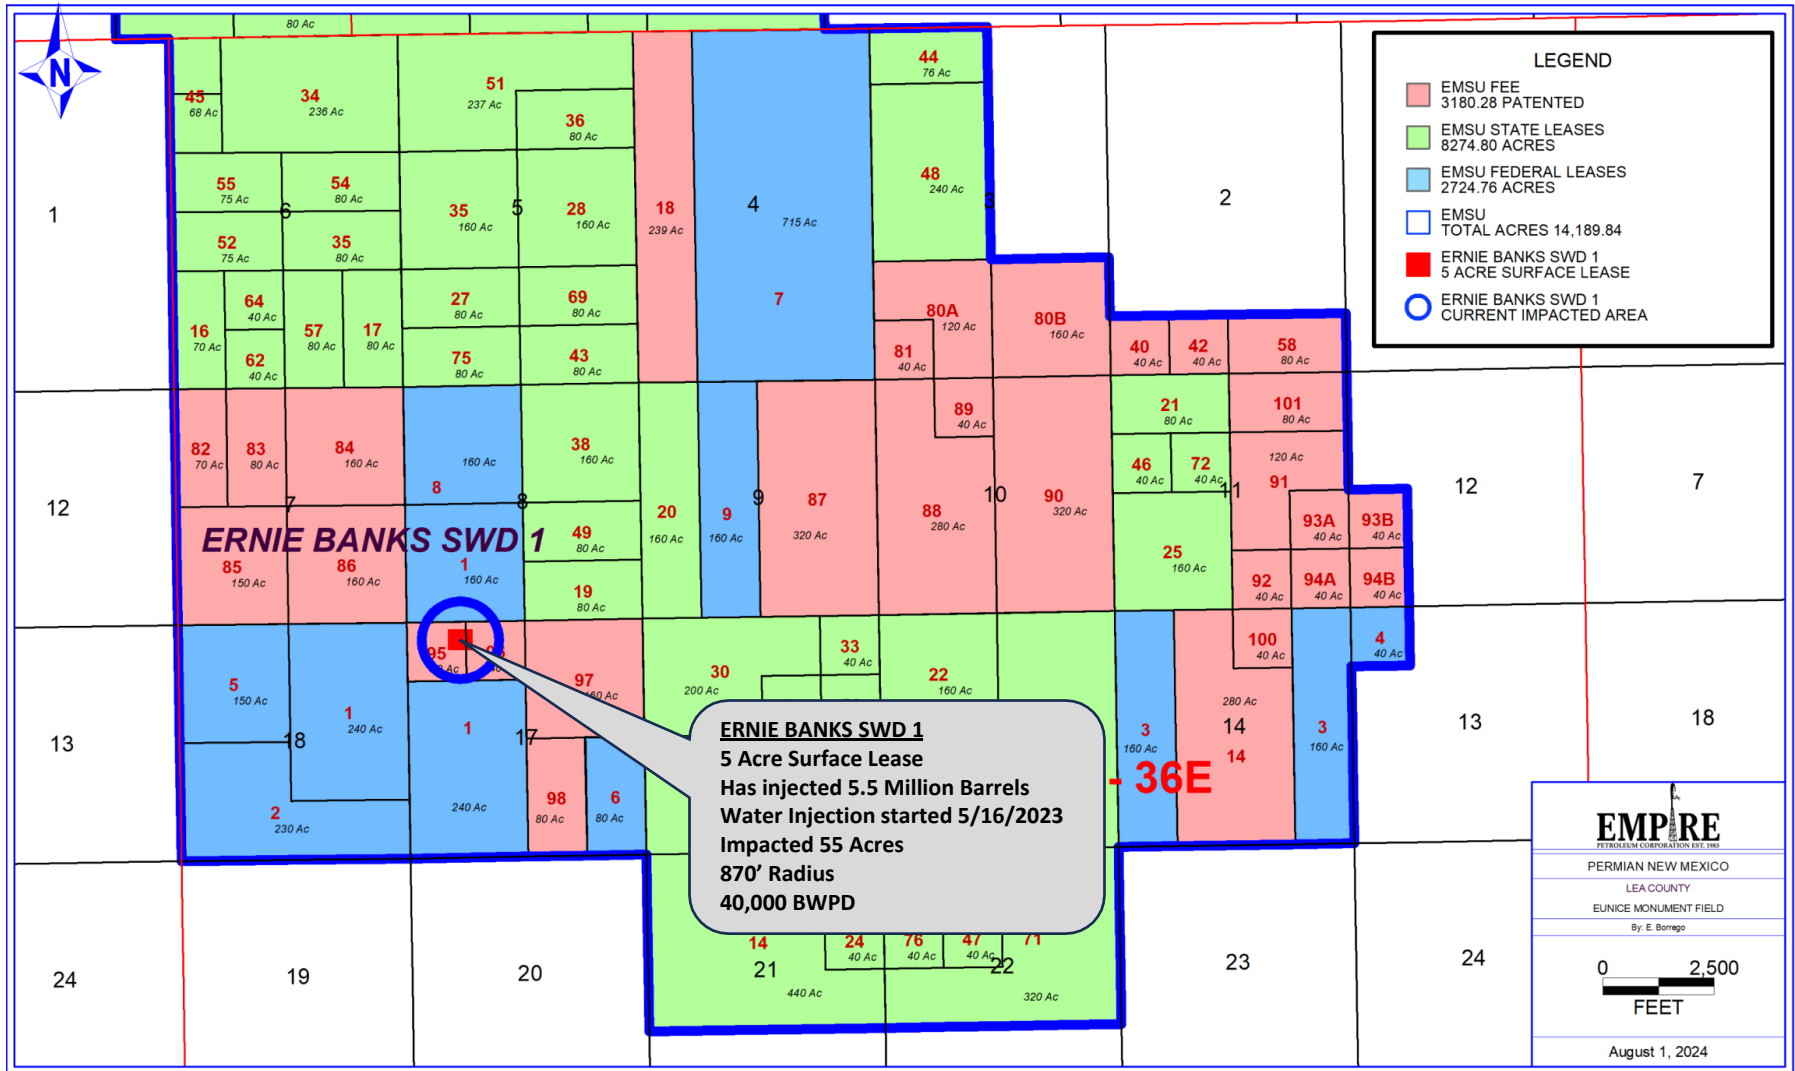 80 Ac
N
LEGEND
EMSU FEE
3180.28 PATENTED
EMSU STATE LEASES
8274.80 ACRES
EMSU FEDERAL LEASES
2724.76 ACRES
EMSU
TOTAL ACRES 14,189.84
ERNIE BANKS SWD 1
5 ACRE SURFACE LEASE
ERNIE BANKS SWD 1
CURRENT IMPACTED AREA
45
68 Ac
34
236 Ac
51
237 Ac
36
80 Ac
44
76 Ac
55
75 Ac
54
80 Ac
6
35
160 Ac
5
28
160 Ac
18
239 Ac
4
715 Ac
48
240 Ac
3
1
2
52
75 Ac
35
80 Ac
64
40 Ac
16
70 Ac
62
40 Ac
57
80 Ac
17
80 Ac
27
80 Ac
69
80 Ac
75
80 Ac
43
80 Ac
7
80A
120 Ac
80B
160 Ac
81
40 Ac
40
40 Ac
42
40 Ac
58
80 Ac
82
70 Ac
83
80 Ac
84
160 Ac
160 Ac
8
38
160 Ac
89
40 Ac
21
80 Ac
101
80 Ac
46
40 Ac
72
40 Ac
120 Ac
91
12
7
8
20
160 Ac
9
160 Ac
9
87
320 Ac
88
280 Ac
10
90
320 Ac
11
93A
40 Ac
93B
40 Ac
12
7
ERNIE BANKS SWD 1
85
150 Ac
86
160 Ac
1
160 Ac
49
80 Ac
19
80 Ac
25
160 Ac
92
40 Ac
94A
40 Ac
94B
40 Ac
95
Ac
97
160 Ac
30
200 Ac
33
40 Ac
22
160 Ac
100
40 Ac
4
40 Ac
5
150 Ac
1
240 Ac
18
1
240 Ac
17
13
3
160 Ac
280 Ac
14
14
3
160 Ac
13
18
- 36E
2
230 Ac
98
80 Ac
6
80 Ac
ERNIE BANKS SWD 1
5 Acre Surface Lease
Has injected 5.5 Million Barrels
Water Injection started 5/16/2023
Impacted 55 Acres
870’ Radius
40,000 BWPD
14
24
40 Ac
76
40 Ac
47
40 Ac
71
24
19
20
21
440 Ac
22
320 Ac
23
24
EMPIRE
PETROLEUM CORPORATION EST. 1983
PERMIAN NEW MEXICO
LEA COUNTY
EUNICE MONUMENT FIELD
By: E. Borrego
0 2,500
FEET
August 1, 2024